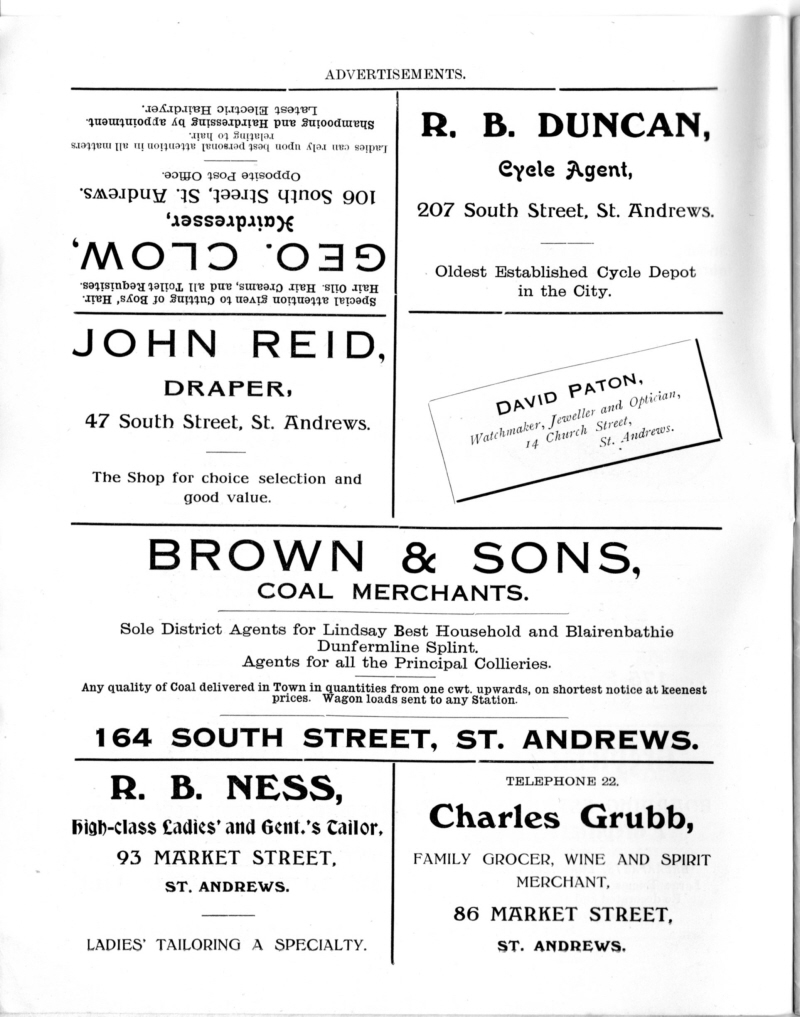 ADVERTISEMENTS.
Special attention given to Cutting of Boys' Hair.
Hair Oils. Hair Creams, and all Toilet Requisites.
GEO. CLOW,
Hairdresser,
106 South Street, St. Andrews.
Opposite Post Office.
Ladies can rely upon best personal attention in all matters
relating to hair.
Shampooing and Hairdressing by appointment.
Latest Electric Hairdryer.
R. B. DUNCAN,
Cycle Agent,
207 South Street, St. Andrews.
Oldest Established Cycle Depot
in the City.
JOHN REID,
DRAPER,
47 South Street, St. Andrews.
The Shop for choice selection and
good value.
DAVID PATON,
Watchmaker, Jeweller and Optician,
14 Church Street,
St. Andrews.
BROWN & SONS,
COAL MERCHANTS.
Sole District Agents for Lindsay Best Household and Blairenbathie
Dunfermline Splint.
Agents for all the Principal Collieries.
Any quality of Coal delivered in Town in quantities from one cwt. upwards, on shortest notice at keenest
prices. Wagon loads sent to any Station.
164 SOUTH STREET, ST. ANDREWS.
R. B. NESS,
High-class Ladies' and Gent.'s Tailor,
93 MARKET STREET,
ST. ANDREWS.
LADIES' TAILORING A SPECIALTY.
TELEPHONE 22.
Charles Grubb,
FAMILY GROCER, WINE AND SPIRIT
MERCHANT,
86 MARKET STREET,
ST. ANDREWS.